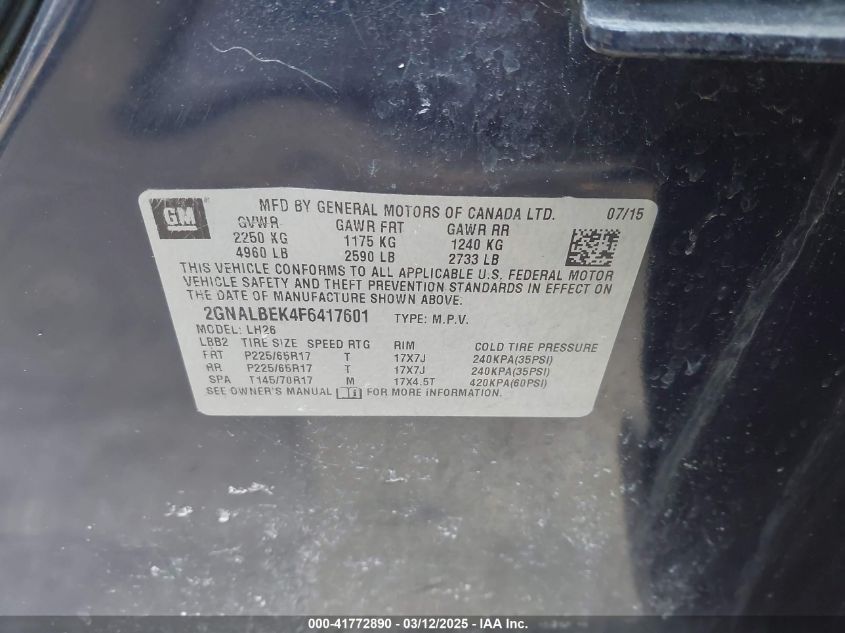 GM
MFD BY GENERAL MOTORS OF CANADA LTD. 07/15
GVWR GAWR FRT GAWR RR
2250 KG 1175 KG 1240 KG
4960 LB 2590 LB 2733 LB
THIS VEHICLE CONFORMS TO ALL APPLICABLE U.S. FEDERAL MOTOR
VEHICLE SAFETY AND THEFT PREVENTION STANDARDS IN EFFECT ON
THE DATE OF MANUFACTURE SHOWN ABOVE.
2GNALBEK4F6417601 TYPE: M.P.V.
MODEL: LH26
LBB2 TIRE SIZE SPEED RTG RIM COLD TIRE PRESSURE
FRT P225/65R17 T 17X7J 240KPA(35PSI)
RR P225/65R17 T 17X7J 240KPA(35PSI)
SPA T145/70R17 M 17X4.5T 420KPA(60PSI)
SEE OWNER'S MANUAL FOR MORE INFORMATION.
000-41772890 - 03/12/2025 - IAA Inc.